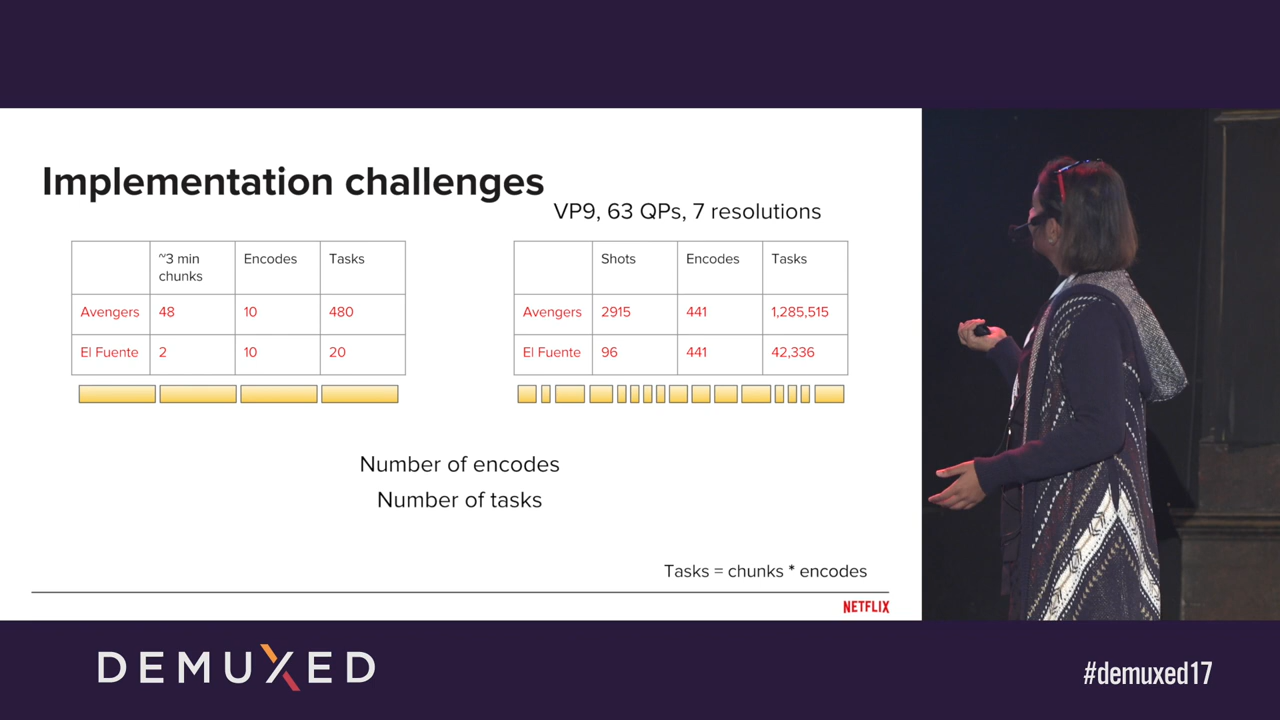 Implementation challenges
VP9, 63 QPs, 7 resolutions
~3 min chunks Encodes Tasks
Avengers 48 10 480
El Fuente 2 10 20
Shots Encodes Tasks
Avengers 2915 441 1,285,515
El Fuente 96 441 42,336
Number of encodes
Number of tasks
Tasks = chunks * encodes
NETFLIX
DEMUXED
#demuxed17